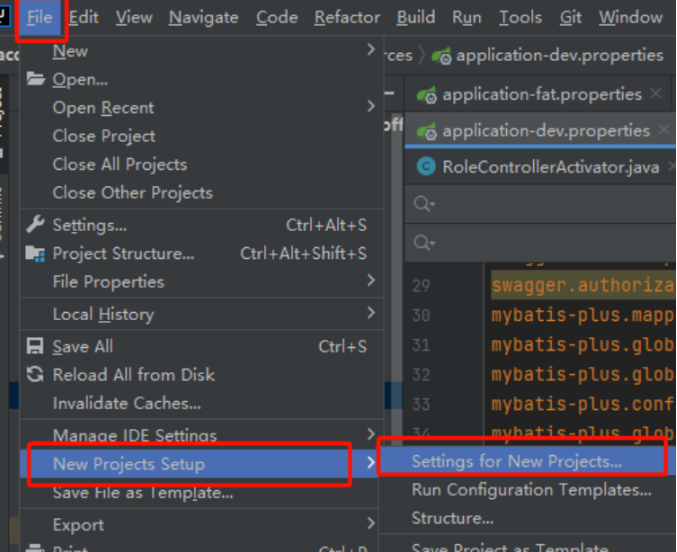 File Edit View Navigate Code Refactor Build Run Tools Git Window
rces application-dev.properties
New
Open...
Open Recent
Close Project
Close All Projects
Close Other Projects
Settings... Ctrl+Alt+S
Project Structure... Ctrl+Alt+Shift+S
File Properties
Local History
Save All Ctrl+S
Reload All from Disk
Invalidate Caches...
Manage IDE Settings
New Projects Setup
Save File as Template...
Export
Print
application-fat.properties
application-dev.properties
RoleControllerActivator.java
29 swagger.authoriza
30 mybatis-plus.mapp
31 mybatis-plus.glob
32 mybatis-plus.glob
33 mybatis-plus.conf
34 mybatis-plus.glob
Settings for New Projects...
Run Configuration Templates...
Structure...
Save Project as Template